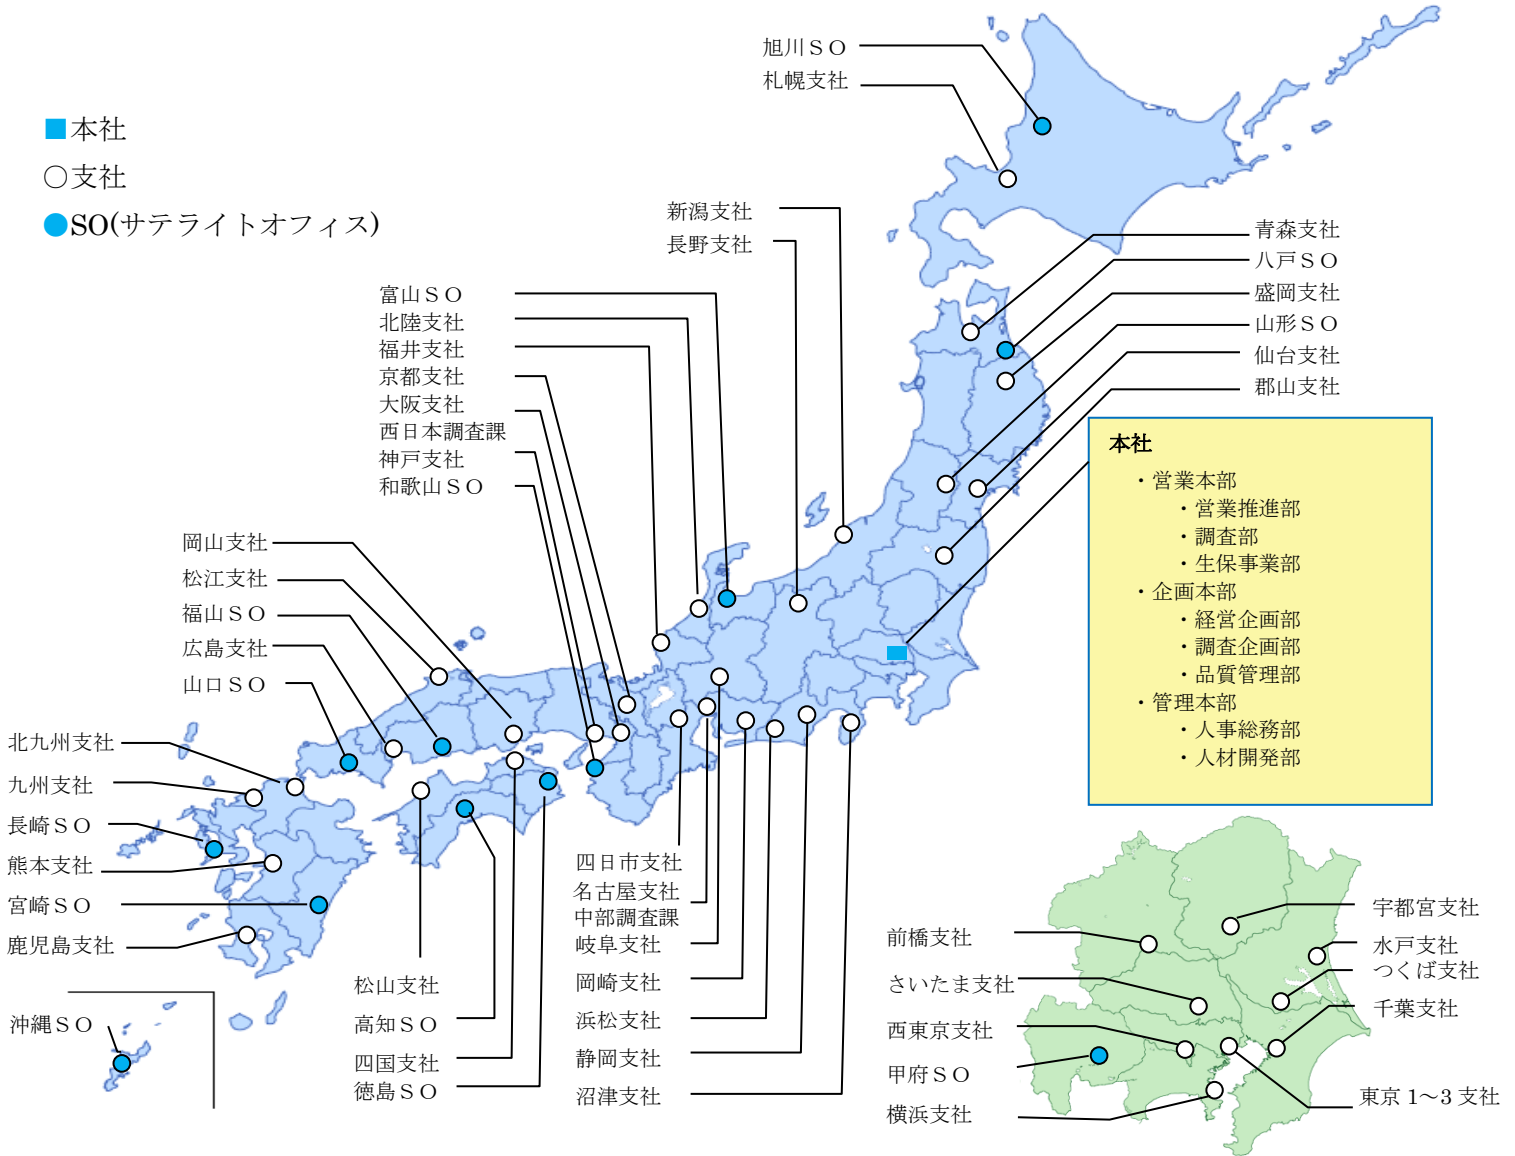 旭川ＳＯ
札幌支社
■本社
○支社
●SO(サテライトオフィス)
新潟支社
長野支社
青森支社
八戸ＳＯ
盛岡支社
山形ＳＯ
仙台支社
郡山支社
富山ＳＯ
北陸支社
福井支社
京都支社
大阪支社
西日本調査課
神戸支社
和歌山ＳＯ
本社
・営業本部
・営業推進部
・調査部
・生保事業部
・企画本部
・経営企画部
・調査企画部
・品質管理部
・管理本部
・人事総務部
・人材開発部
岡山支社
松江支社
福山ＳＯ
広島支社
山口ＳＯ
北九州支社
九州支社
長崎ＳＯ
熊本支社
宮崎ＳＯ
鹿児島支社
沖縄ＳＯ
松山支社
高知ＳＯ
四国支社
徳島ＳＯ
四日市支社
名古屋支社
中部調査課
岐阜支社
岡崎支社
浜松支社
静岡支社
沼津支社
前橋支社
さいたま支社
西東京支社
甲府ＳＯ
横浜支社
宇都宮支社
水戸支社
つくば支社
千葉支社
東京 1～3 支社